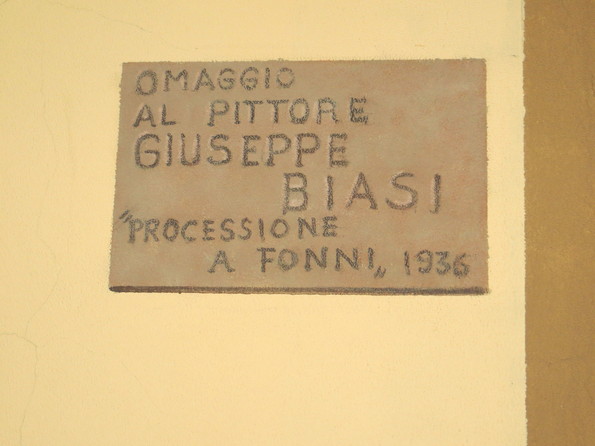 OMAGGIO
AL PITTORE
GIUSEPPE
BIASI
"PROCESSIONE
A FONNI„ 1936